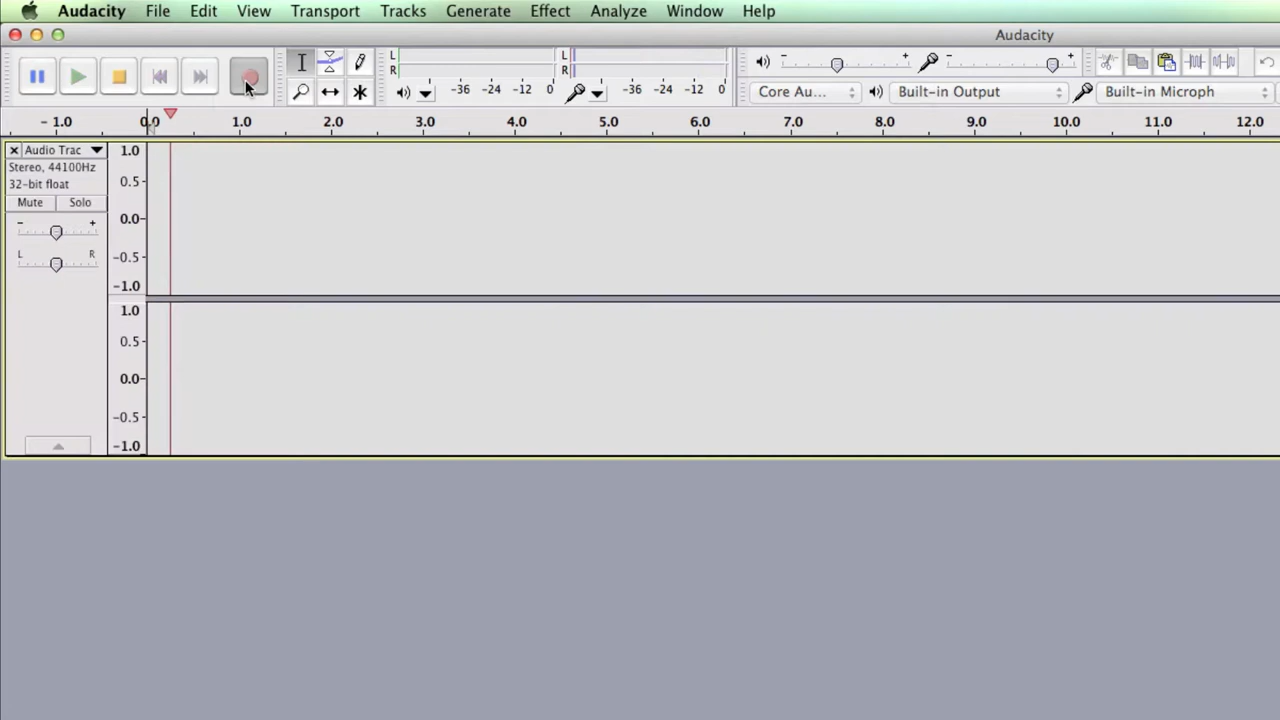 Audacity File Edit View Transport Tracks Generate Effect Analyze Window Help
Audacity
L
R
-36 -24 -12 0
L
R
-36 -24 -12 0
- +
- +
Core Au... Built-in Output Built-in Microph
- 1.0 0.0 1.0 2.0 3.0 4.0 5.0 6.0 7.0 8.0 9.0 10.0 11.0 12.0
Audio Trac
Stereo, 44100Hz
32-bit float
Mute Solo
- +
L R
1.0
0.5
0.0
-0.5
-1.0
1.0
0.5
0.0
-0.5
-1.0